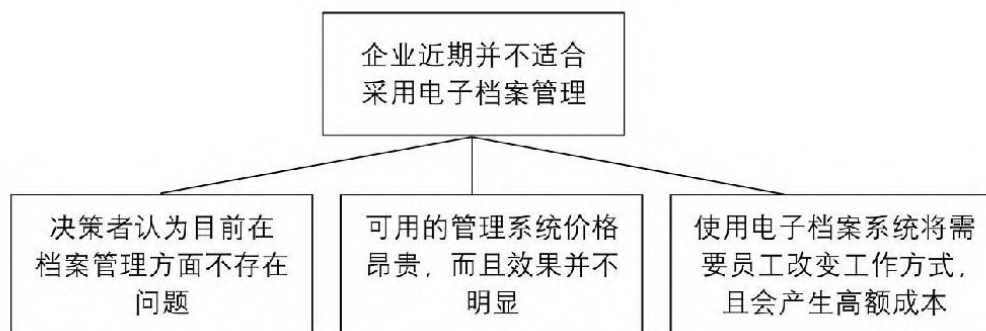 企业近期并不适合
采用电子档案管理
决策者认为目前在
档案管理方面不存在
问题
可用的管理系统价格
昂贵，而且效果并不
明显
使用电子档案系统将需
要员工改变工作方式，
且会产生高额成本